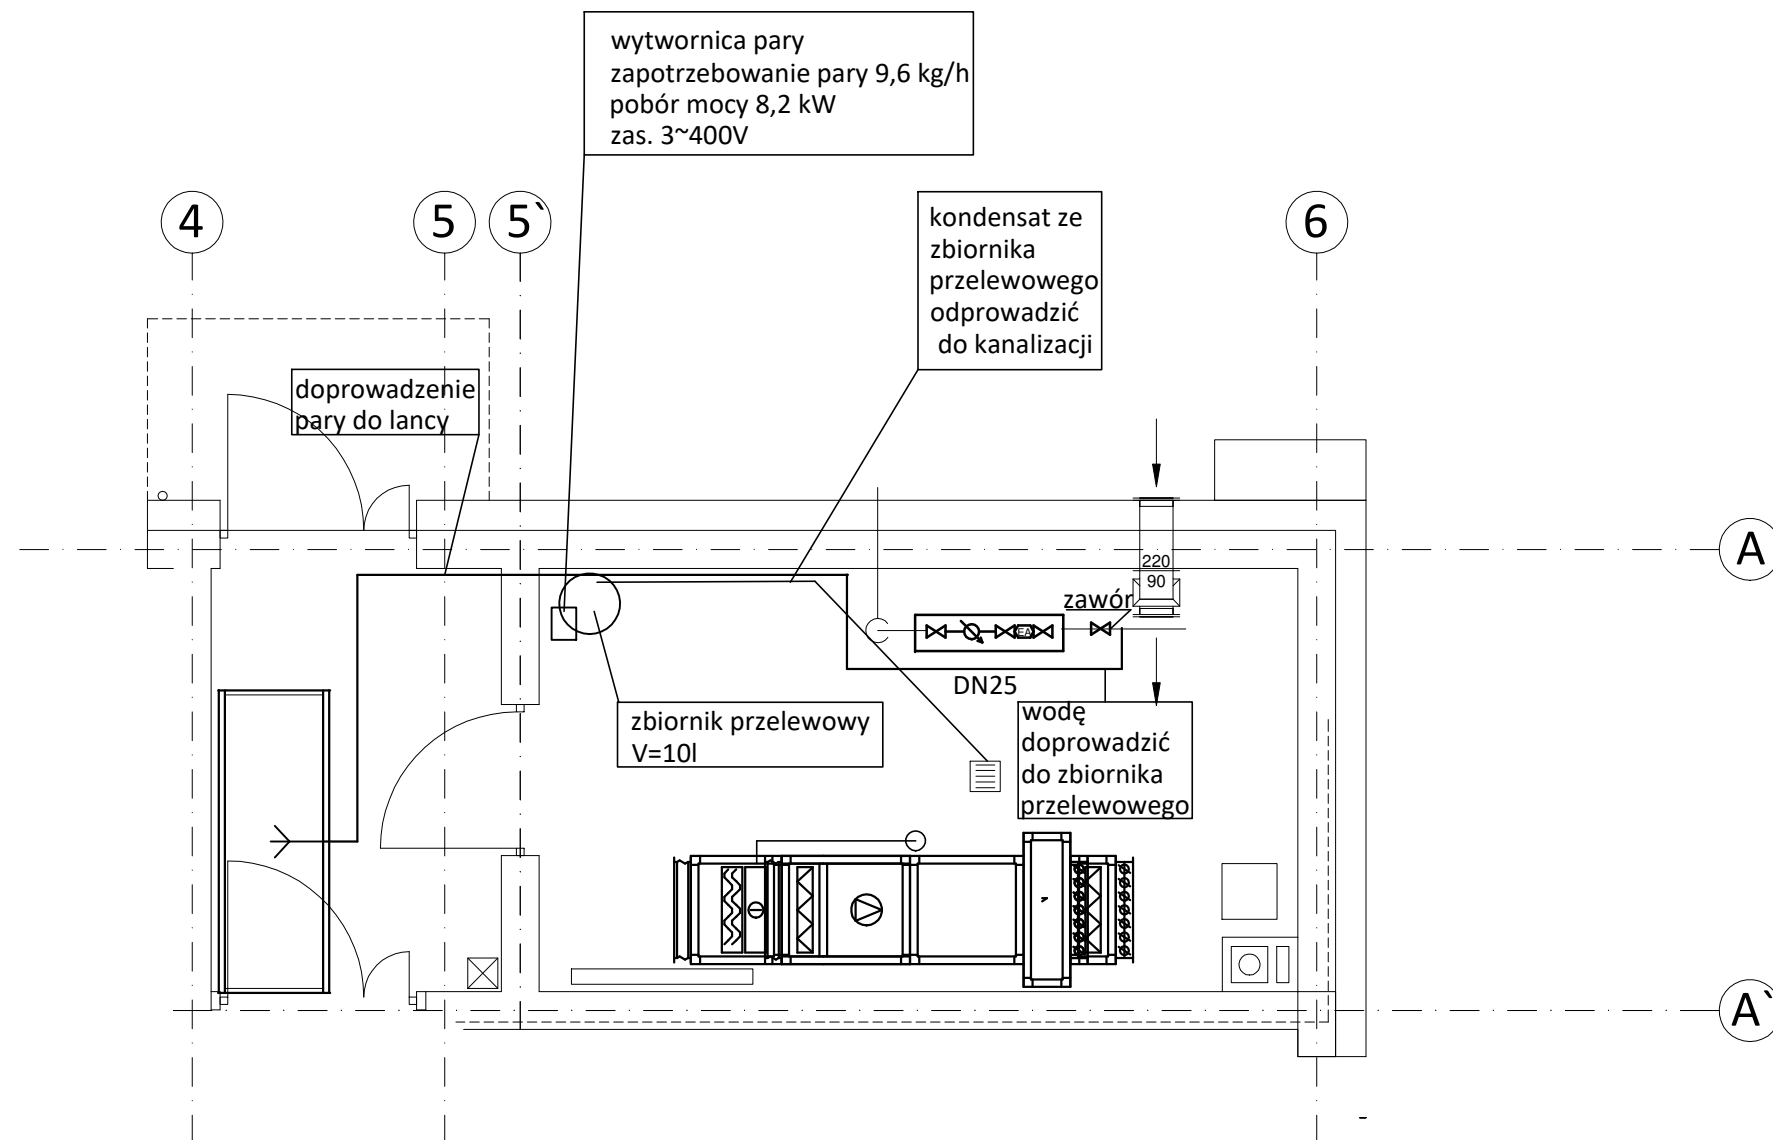 wytwornica pary
zapotrzebowanie pary 9,6 kg/h
pobór mocy 8,2 kW
zas. 3~400V
4
5
5`
6
kondensat ze
zbiornika
przelewowego
odprowadzić
do kanalizacji
doprowadzenie
pary do lancy
A
220
90
zawór
EA
DN25
zbiornik przelewowy
V=10l
wodę
doprowadzić
do zbiornika
przelewowego
A`